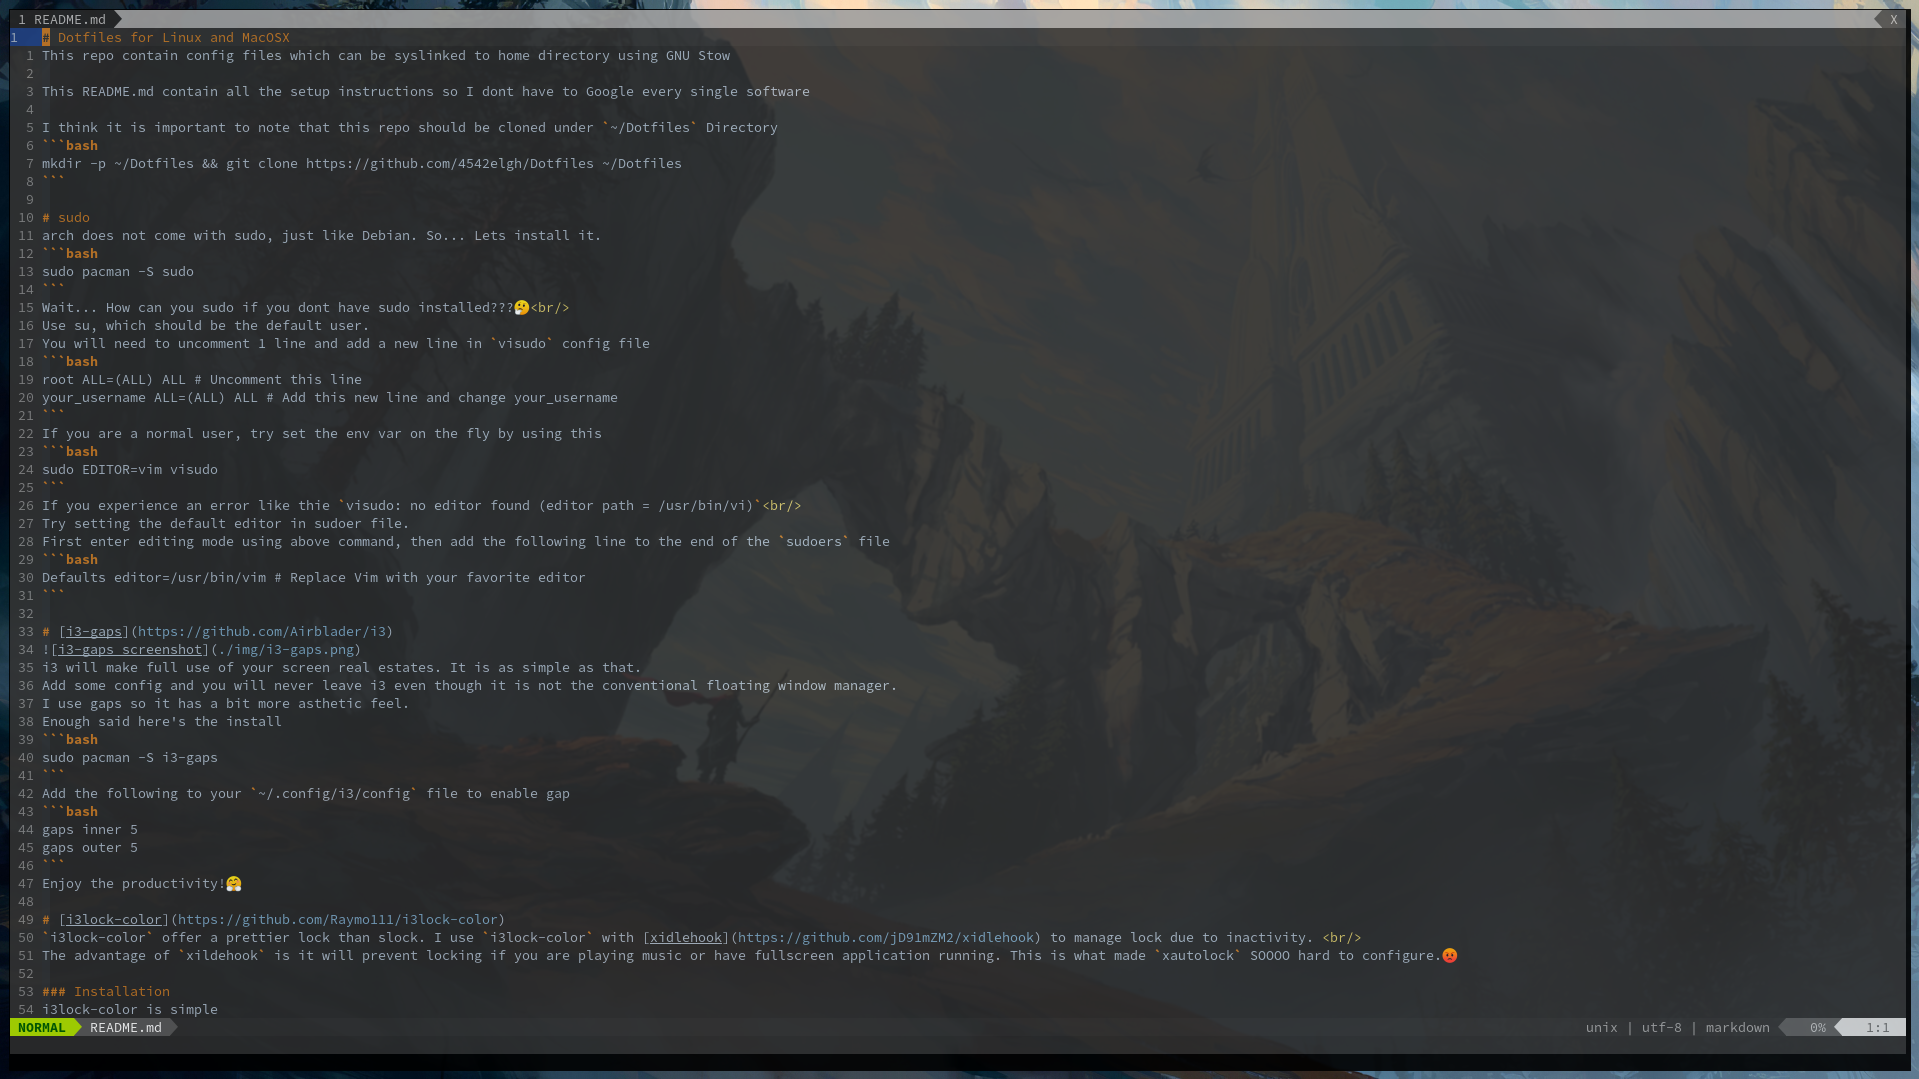 1 README.md X
1 # Dotfiles for Linux and MacOSX
1 This repo contain config files which can be syslinked to home directory using GNU Stow
2
3 This README.md contain all the setup instructions so I dont have to Google every single software
4
5 I think it is important to note that this repo should be cloned under `~/Dotfiles` Directory
6 ```bash
7 mkdir -p ~/Dotfiles && git clone https://github.com/4542elgh/Dotfiles ~/Dotfiles
8 ```
9
10 # sudo
11 arch does not come with sudo, just like Debian. So... Lets install it.
12 ```bash
13 sudo pacman -S sudo
14 ```
15 Wait... How can you sudo if you dont have sudo installed???🤔<br/>
16 Use su, which should be the default user.
17 You will need to uncomment 1 line and add a new line in `visudo` config file
18 ```bash
19 root ALL=(ALL) ALL # Uncomment this line
20 your_username ALL=(ALL) ALL # Add this new line and change your_username
21 ```
22 If you are a normal user, try set the env var on the fly by using this
23 ```bash
24 sudo EDITOR=vim visudo
25 ```
26 If you experience an error like thie `visudo: no editor found (editor path = /usr/bin/vi)`<br/>
27 Try setting the default editor in sudoer file.
28 First enter editing mode using above command, then add the following line to the end of the `sudoers` file
29 ```bash
30 Defaults editor=/usr/bin/vim # Replace Vim with your favorite editor
31 ```
32
33 # [i3-gaps](https://github.com/Airblader/i3)
34 ![i3-gaps screenshot](./img/i3-gaps.png)
35 i3 will make full use of your screen real estates. It is as simple as that.
36 Add some config and you will never leave i3 even though it is not the conventional floating window manager.
37 I use gaps so it has a bit more asthetic feel.
38 Enough said here's the install
39 ```bash
40 sudo pacman -S i3-gaps
41 ```
42 Add the following to your `~/.config/i3/config` file to enable gap
43 ```bash
44 gaps inner 5
45 gaps outer 5
46 ```
47 Enjoy the productivity!🤗
48
49 # [i3lock-color](https://github.com/Raymo111/i3lock-color)
50 `i3lock-color` offer a prettier lock than slock. I use `i3lock-color` with [xidlehook](https://github.com/jD91mZM2/xidlehook) to manage lock due to inactivity. <br/>
51 The advantage of `xildehook` is it will prevent locking if you are playing music or have fullscreen application running. This is what made `xautolock` SOOOO hard to configure.😡
52
53 ### Installation
54 i3lock-color is simple
NORMAL README.md unix | utf-8 | markdown 0% 1:1